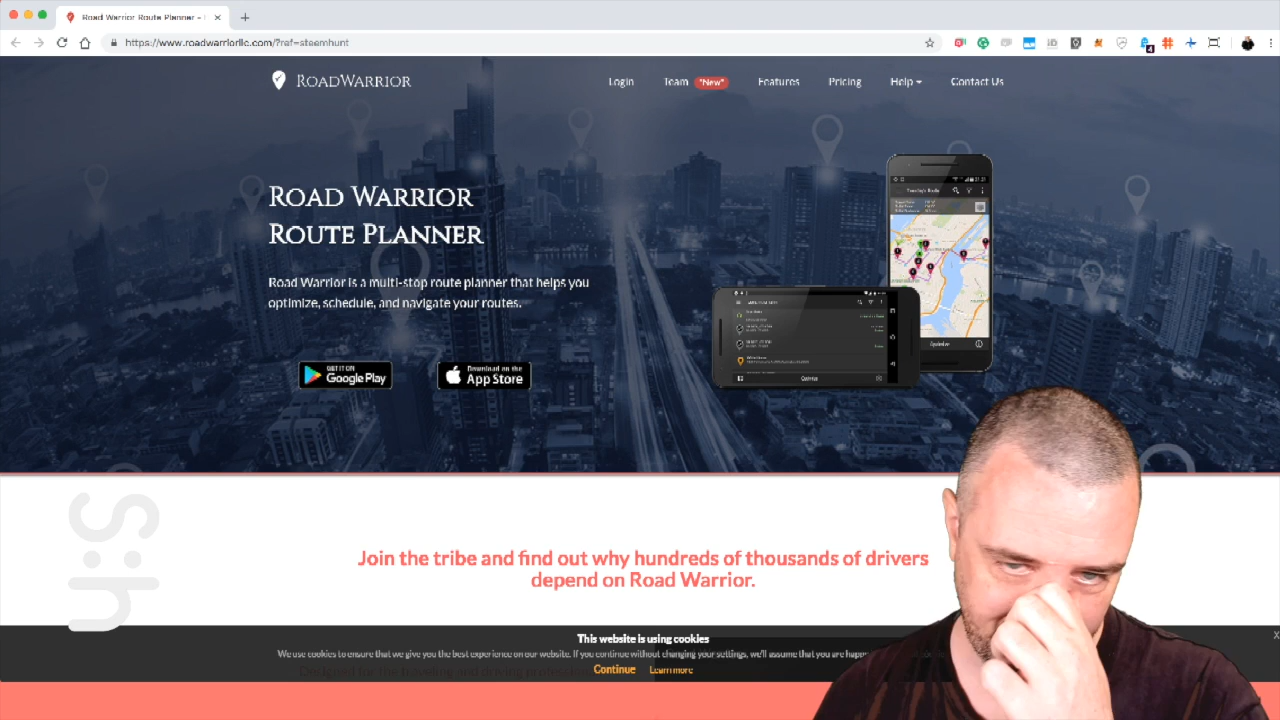 Road Warrior Route Planner -
https://www.roadwarriorllc.com/?ref=steemhunt
4
ROADWARRIOR
Login
Team
*New*
Features
Pricing
Help
Contact Us
ROAD WARRIOR
ROUTE PLANNER
Road Warrior is a multi-stop route planner that helps you
optimize, schedule, and navigate your routes.
GET IT ON
Google Play
Download on the
App Store
Optimize
Optimize
s:h
Join the tribe and find out why hundreds of thousands of drivers
depend on Road Warrior.
This website is using cookies
X
We use cookies to ensure that we give you the best experience on our website. If you continue without changing your settings, we'll assume that you are
Continue
Learn more